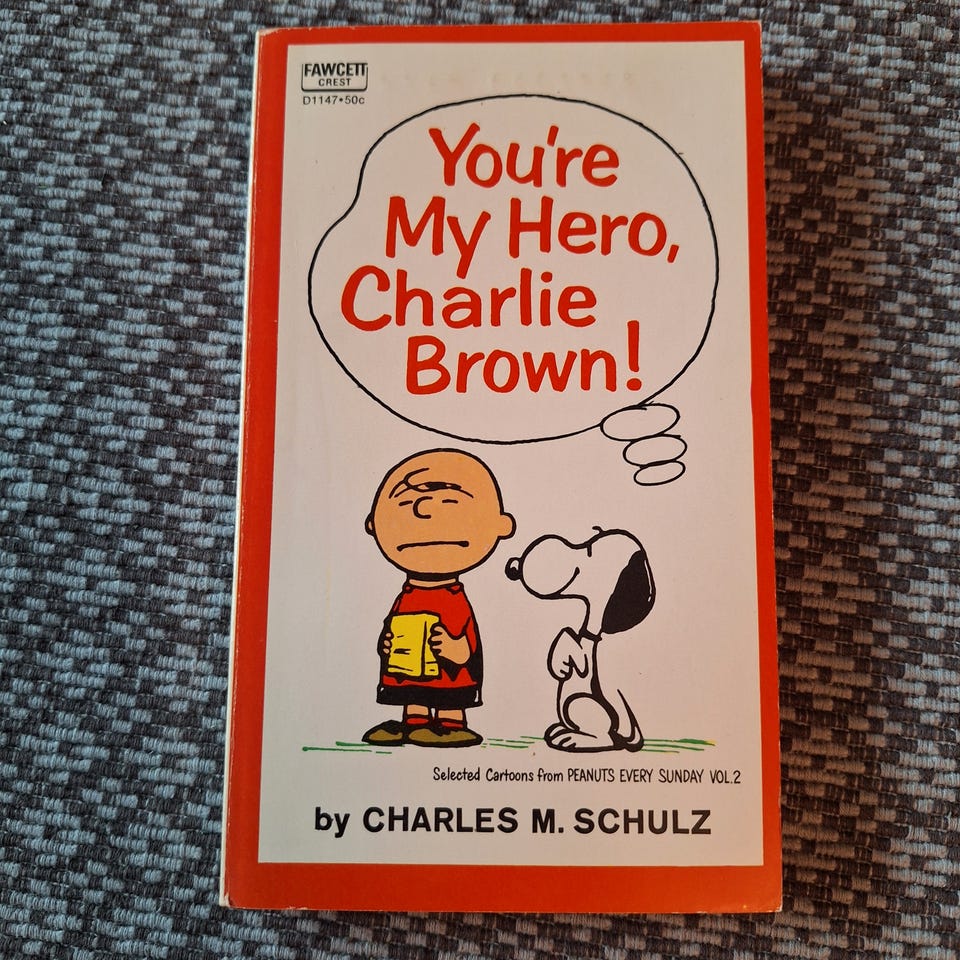 FAWCETT
CREST
D1147•50c
You're
My Hero,
Charlie
Brown!
Selected Cartoons from PEANUTS EVERY SUNDAY VOL.2
by CHARLES M. SCHULZ